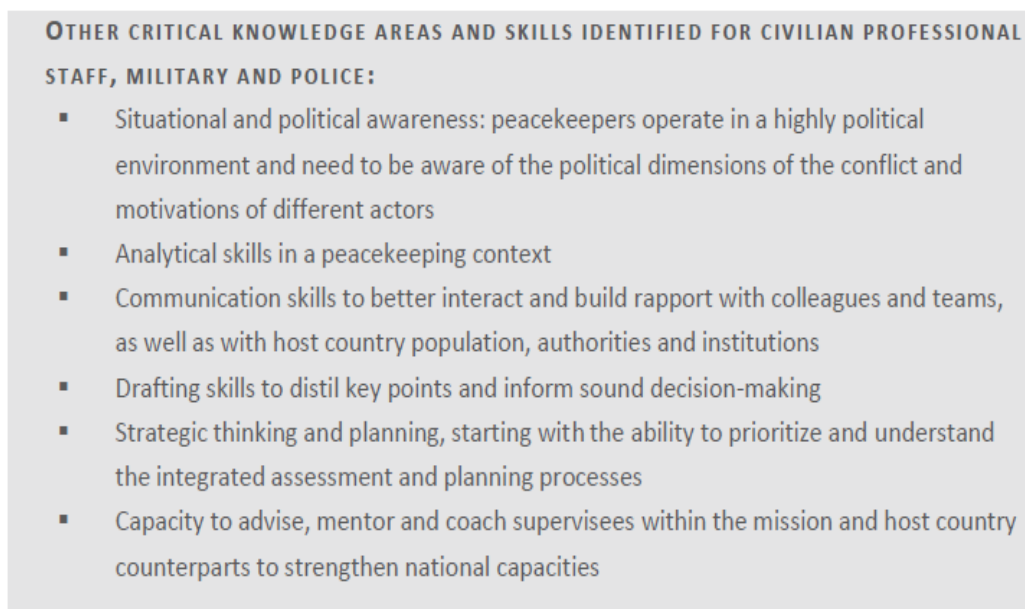 OTHER CRITICAL KNOWLEDGE AREAS AND SKILLS IDENTIFIED FOR CIVILIAN PROFESSIONAL
STAFF, MILITARY AND POLICE:
▪ Situational and political awareness: peacekeepers operate in a highly political
environment and need to be aware of the political dimensions of the conflict and
motivations of different actors
▪ Analytical skills in a peacekeeping context
▪ Communication skills to better interact and build rapport with colleagues and teams,
as well as with host country population, authorities and institutions
▪ Drafting skills to distil key points and inform sound decision-making
▪ Strategic thinking and planning, starting with the ability to prioritize and understand
the integrated assessment and planning processes
▪ Capacity to advise, mentor and coach supervisees within the mission and host country
counterparts to strengthen national capacities